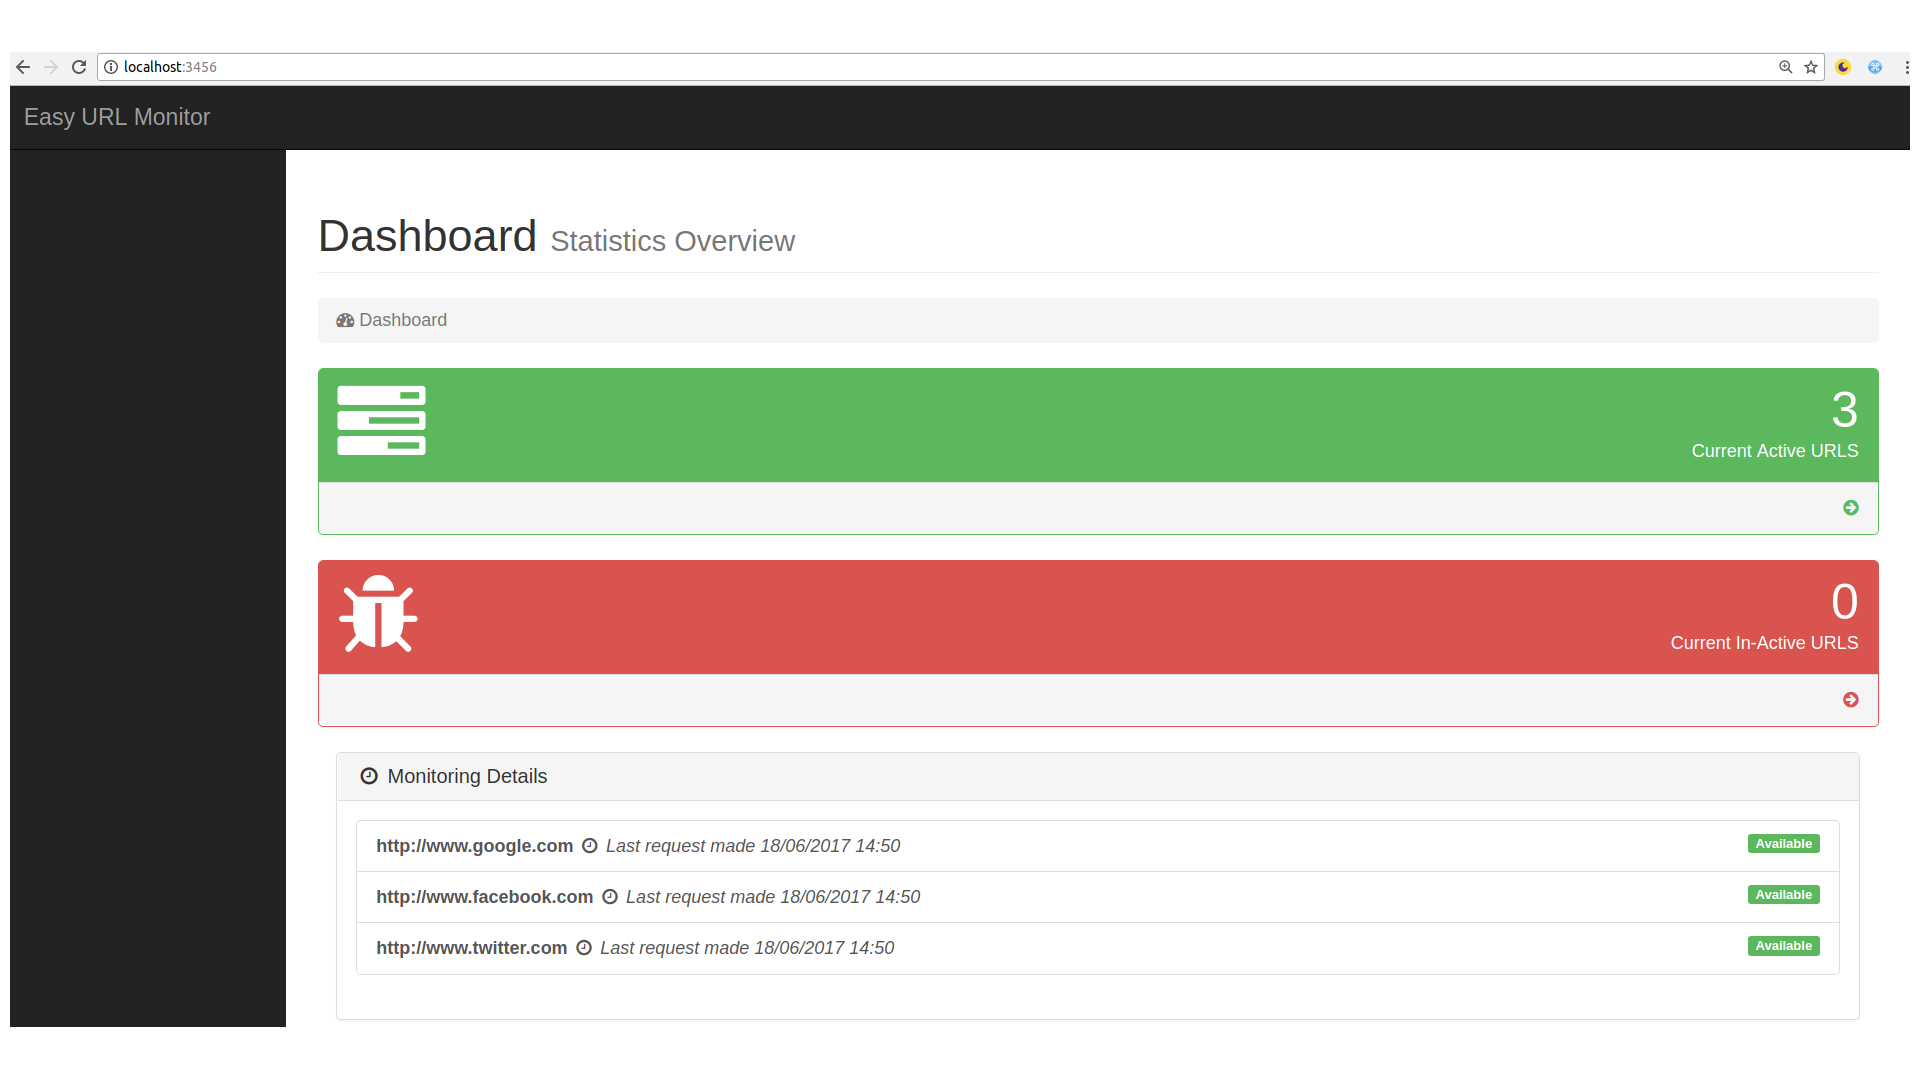 localhost:3456
Easy URL Monitor
Dashboard Statistics Overview
Dashboard
3
Current Active URLS
0
Current In-Active URLS
Monitoring Details
http://www.google.com Last request made 18/06/2017 14:50 Available
http://www.facebook.com Last request made 18/06/2017 14:50 Available
http://www.twitter.com Last request made 18/06/2017 14:50 Available